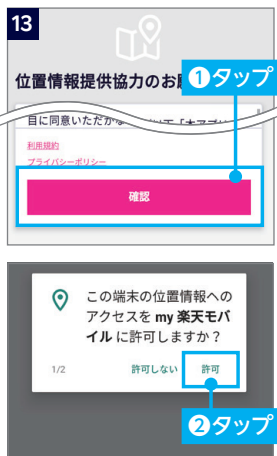 13
位置情報提供協力のお
❶タップ
目に同意いただかな
利用規約
プライバシーポリシー
確認
この端末の位置情報への
アクセスを my 楽天モバ
イル に許可しますか？
1/2 許可しない 許可
❷タップ